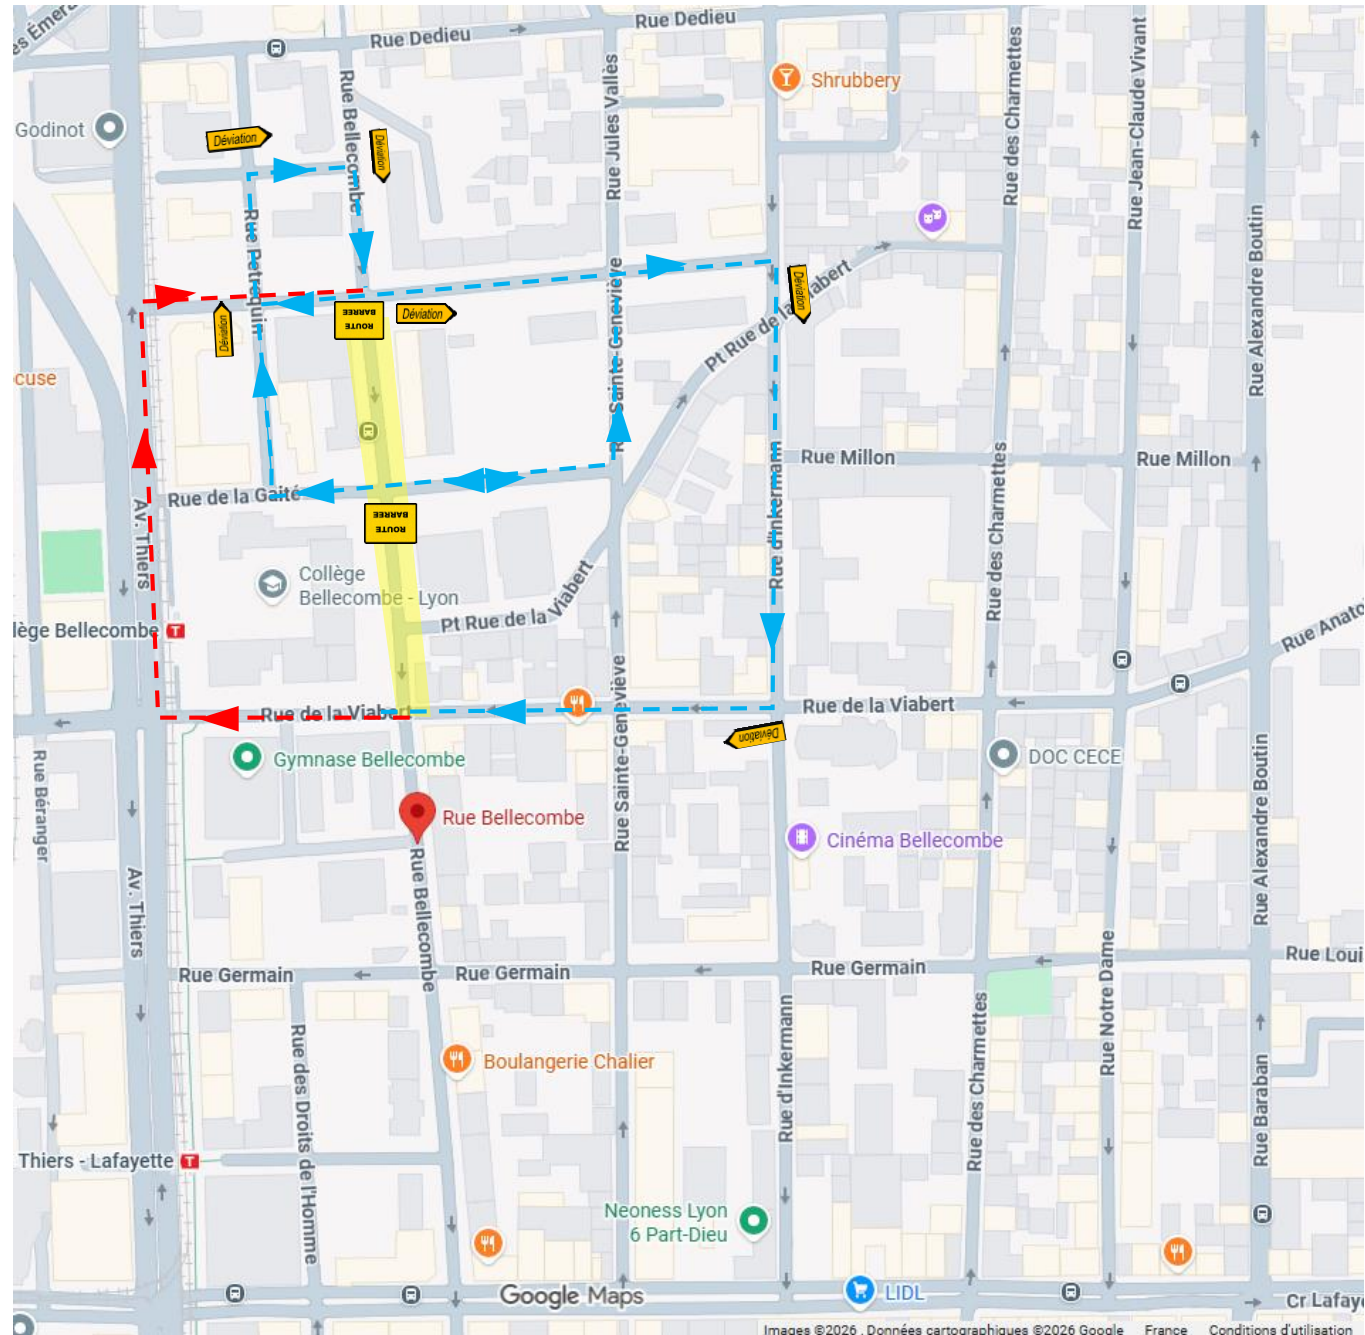 es Émera
Rue Dedieu
Rue Dedieu
Shrubbery
Godinot
Déviation
Rue Bellecombe
Déviation
Rue Jules Vallès
Rue des Charmettes
Rue Jean-Claude Vivant
Rue Petrequin
Rue Alexandre Boutin
Déviation
ROUTE
BARREE
Déviation
Déviation
Pt Rue de la Viabert
Rue Sainte-Geneviève
cuse
Rue Millon
Rue Millon
Rue de la Gaité
ROUTE
BARREE
Av. Thiers
Rue d'Inkermann
Rue des Charmettes
Collège
Bellecombe - Lyon
Pt Rue de la Viabert
lège Bellecombe
T
Rue Anato
Rue de la Viabert
Rue de la Viabert
Déviation
Rue Sainte-Geneviève
Gymnase Bellecombe
DOC CECE
Rue Béranger
Rue Bellecombe
Cinéma Bellecombe
Rue Alexandre Boutin
Av. Thiers
Rue Bellecombe
Rue Germain
Rue Germain
Rue Germain
Rue Loui
Rue Notre Dame
Rue d'Inkermann
Rue des Charmettes
Rue des Droits de l'Homme
Boulangerie Chalier
Rue Baraban
Thiers - Lafayette
T
Neoness Lyon
6 Part-Dieu
Google Maps
LIDL
Cr Lafaye
Images ©2026 , Données cartographiques ©2026 Google France Conditions d'utilisation